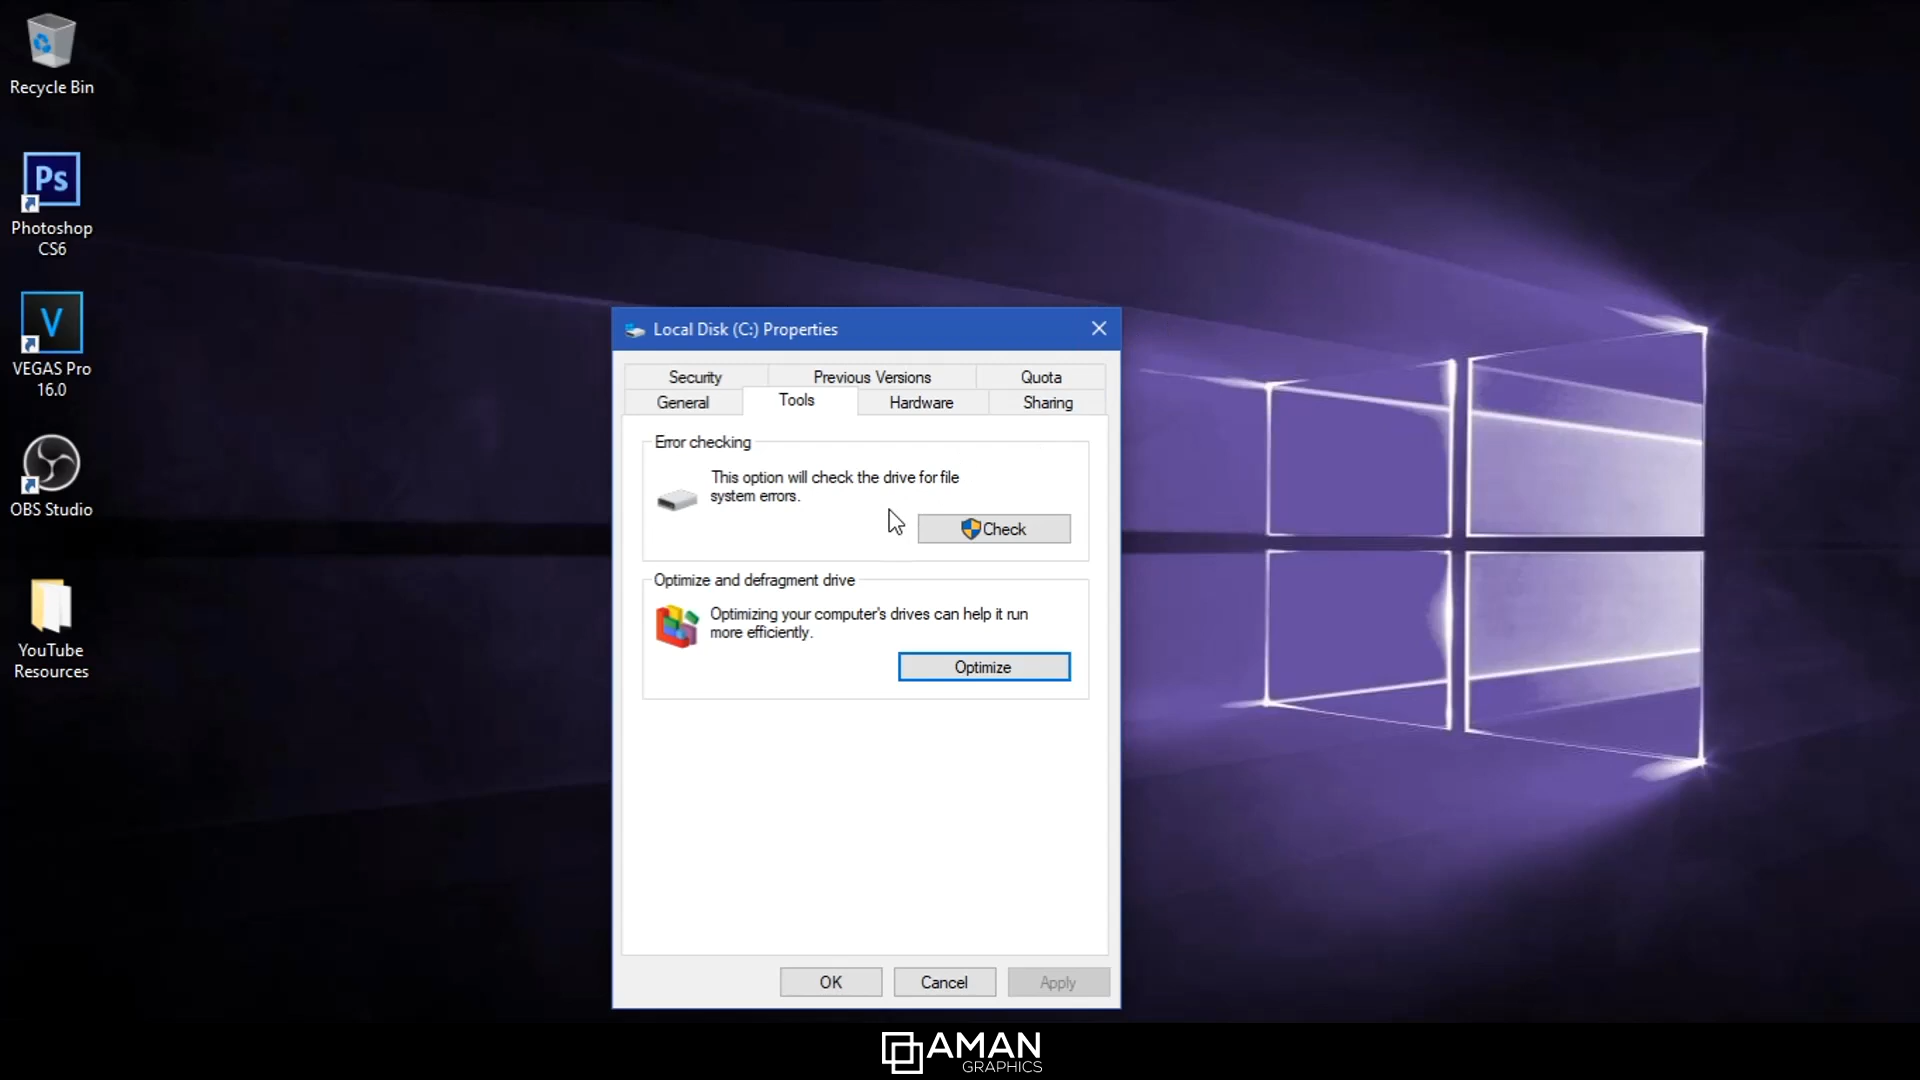 Recycle Bin
Ps
Photoshop
CS6
V
VEGAS Pro
16.0
OBS Studio
YouTube
Resources
Local Disk (C:) Properties
Security
Previous Versions
Quota
General
Tools
Hardware
Sharing
Error checking
This option will check the drive for file
system errors.
Check
Optimize and defragment drive
Optimizing your computer's drives can help it run
more efficiently.
Optimize
OK
Cancel
Apply
AMAN
GRAPHICS